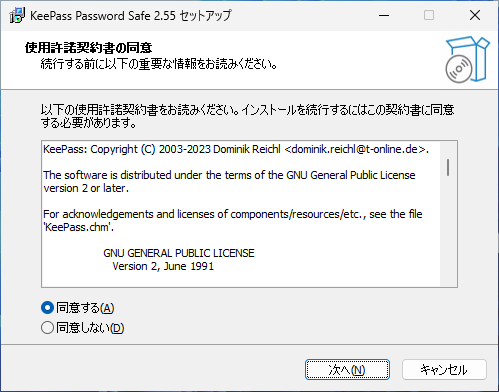 KeePass Password Safe 2.55 セットアップ
使用許諾契約書の同意
続行する前に以下の重要な情報をお読みください。
以下の使用許諾契約書をお読みください。インストールを続行するにはこの契約書に同意
する必要があります。
KeePass: Copyright (C) 2003-2023 Dominik Reichl <dominik.reichl@t-online.de>.
The software is distributed under the terms of the GNU General Public License
version 2 or later.
For acknowledgements and licenses of components/resources/etc., see the file
'KeePass.chm'.
GNU GENERAL PUBLIC LICENSE
Version 2, June 1991
同意する(A)
同意しない(D)
次へ(N)
キャンセル